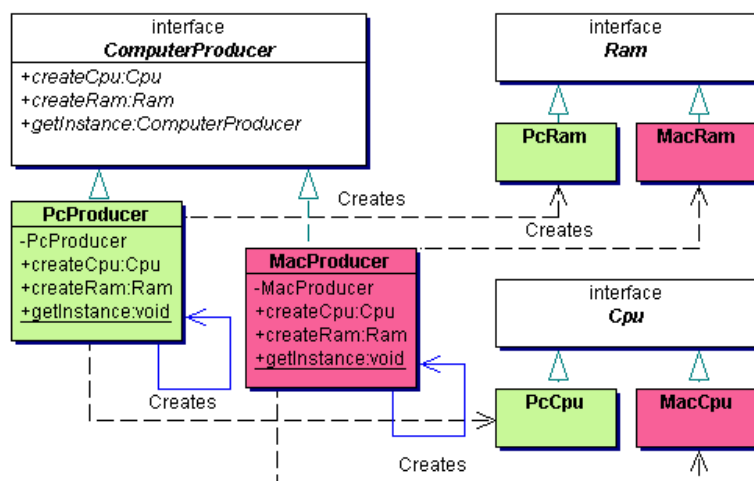 interface
ComputerProducer
+createCpu:Cpu
+createRam:Ram
+getInstance:ComputerProducer
interface
Ram
PcRam
MacRam
Creates
Creates
PcProducer
-PcProducer
+createCpu:Cpu
+createRam:Ram
+getInstance:void
MacProducer
-MacProducer
+createCpu:Cpu
+createRam:Ram
+getInstance:void
interface
Cpu
PcCpu
MacCpu
Creates
Creates